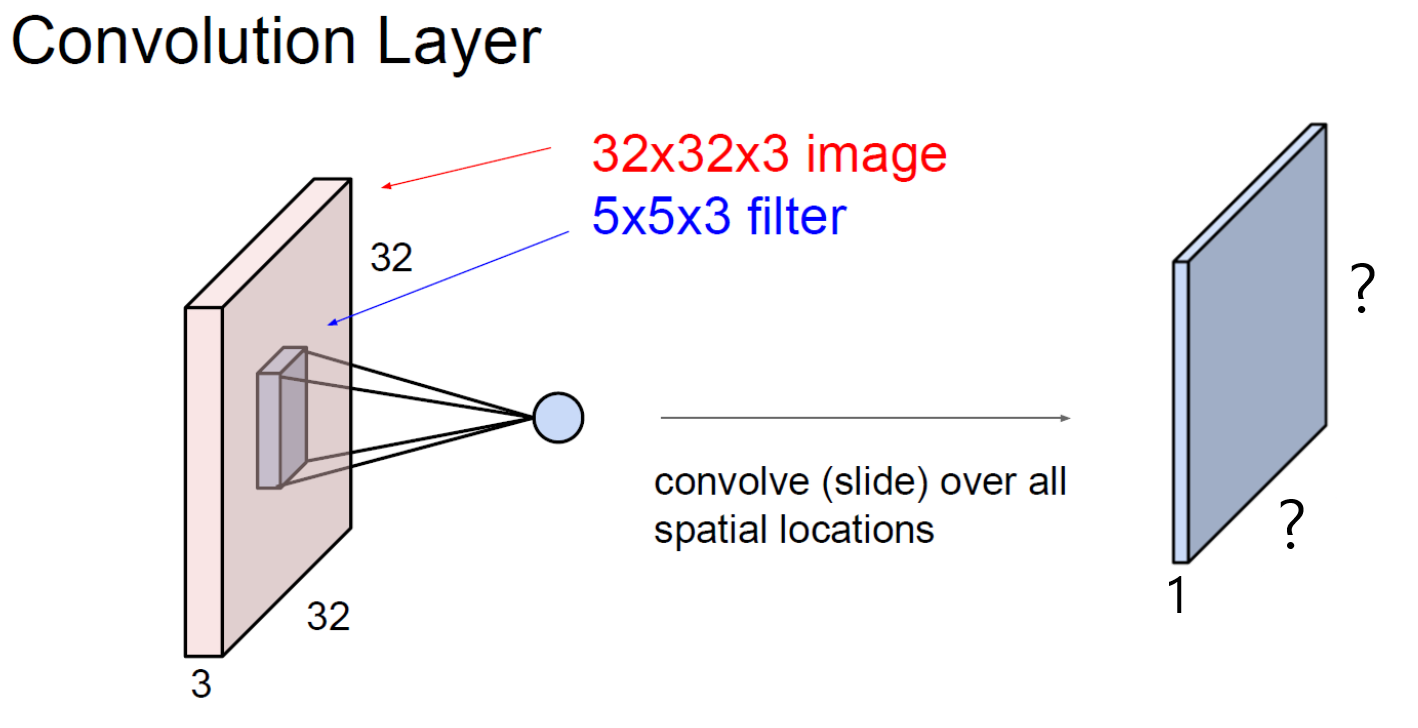 Convolution Layer
32x32x3 image
5x5x3 filter
32
32
3
convolve (slide) over all
spatial locations
?
?
1